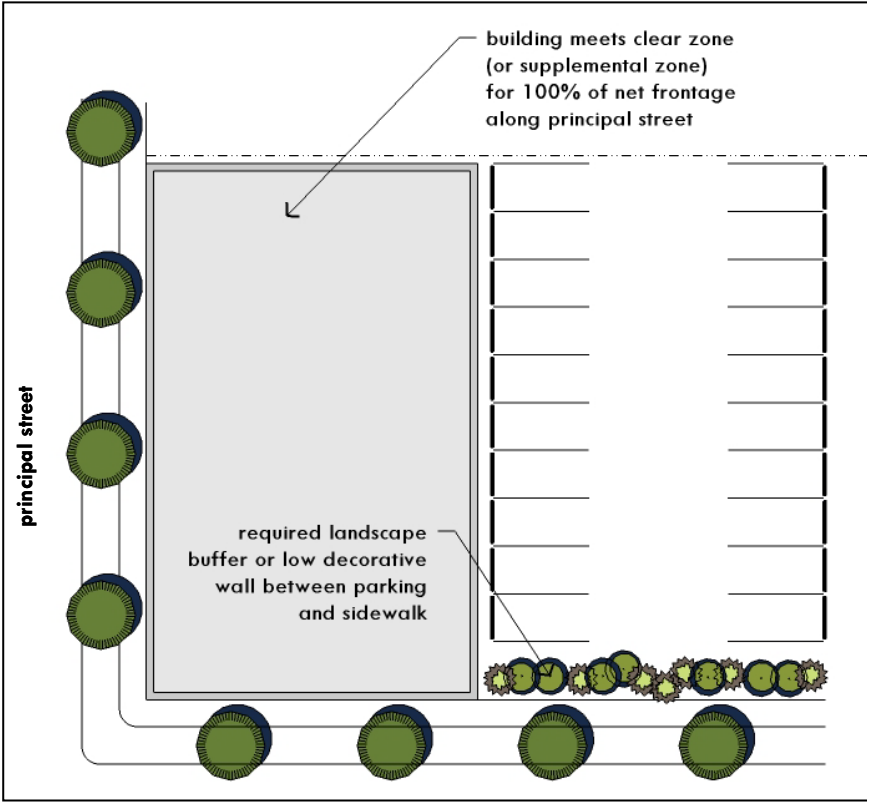 building meets clear zone
(or supplemental zone)
for 100% of net frontage
along principal street
principal street
required landscape
buffer or low decorative
wall between parking
and sidewalk